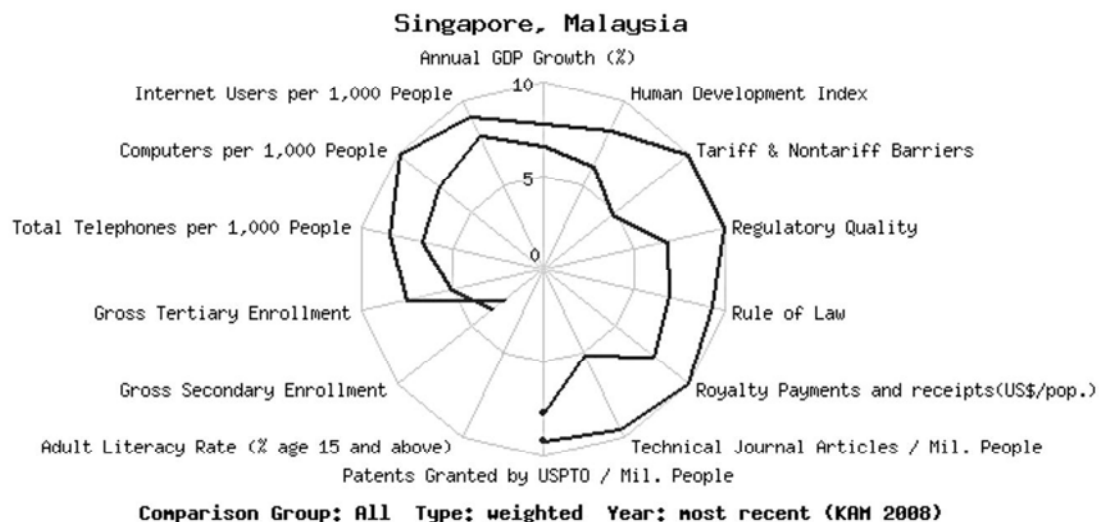 Singapore, Malaysia
Annual GDP Growth (%)
10
Internet Users per 1,000 People
Human Development Index
Computers per 1,000 People
Tariff & Nontariff Barriers
5
Total Telephones per 1,000 People
Regulatory Quality
0
Gross Tertiary Enrollment
Rule of Law
Gross Secondary Enrollment
Royalty Payments and receipts(US$/pop.)
Adult Literacy Rate (% age 15 and above)
Technical Journal Articles / Mil. People
Patents Granted by USPTO / Mil. People
Comparison Group: All Type: weighted Year: most recent (KAM 2008)